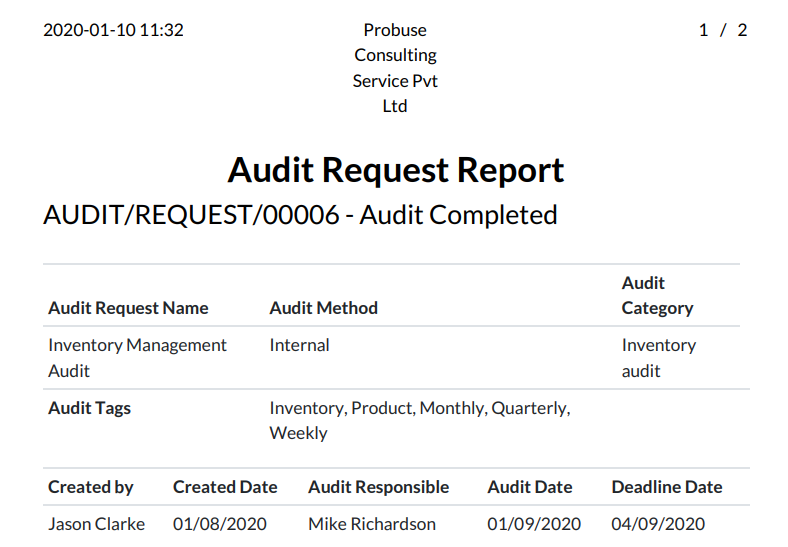 2020-01-10 11:32 Probuse Consulting Service Pvt Ltd 1 / 2
Audit Request Report
AUDIT/REQUEST/00006 - Audit Completed
Audit Request Name Audit Method Audit Category
Inventory Management Audit Internal Inventory audit
Audit Tags Inventory, Product, Monthly, Quarterly,
Weekly
Created by Created Date Audit Responsible Audit Date Deadline Date
Jason Clarke 01/08/2020 Mike Richardson 01/09/2020 04/09/2020